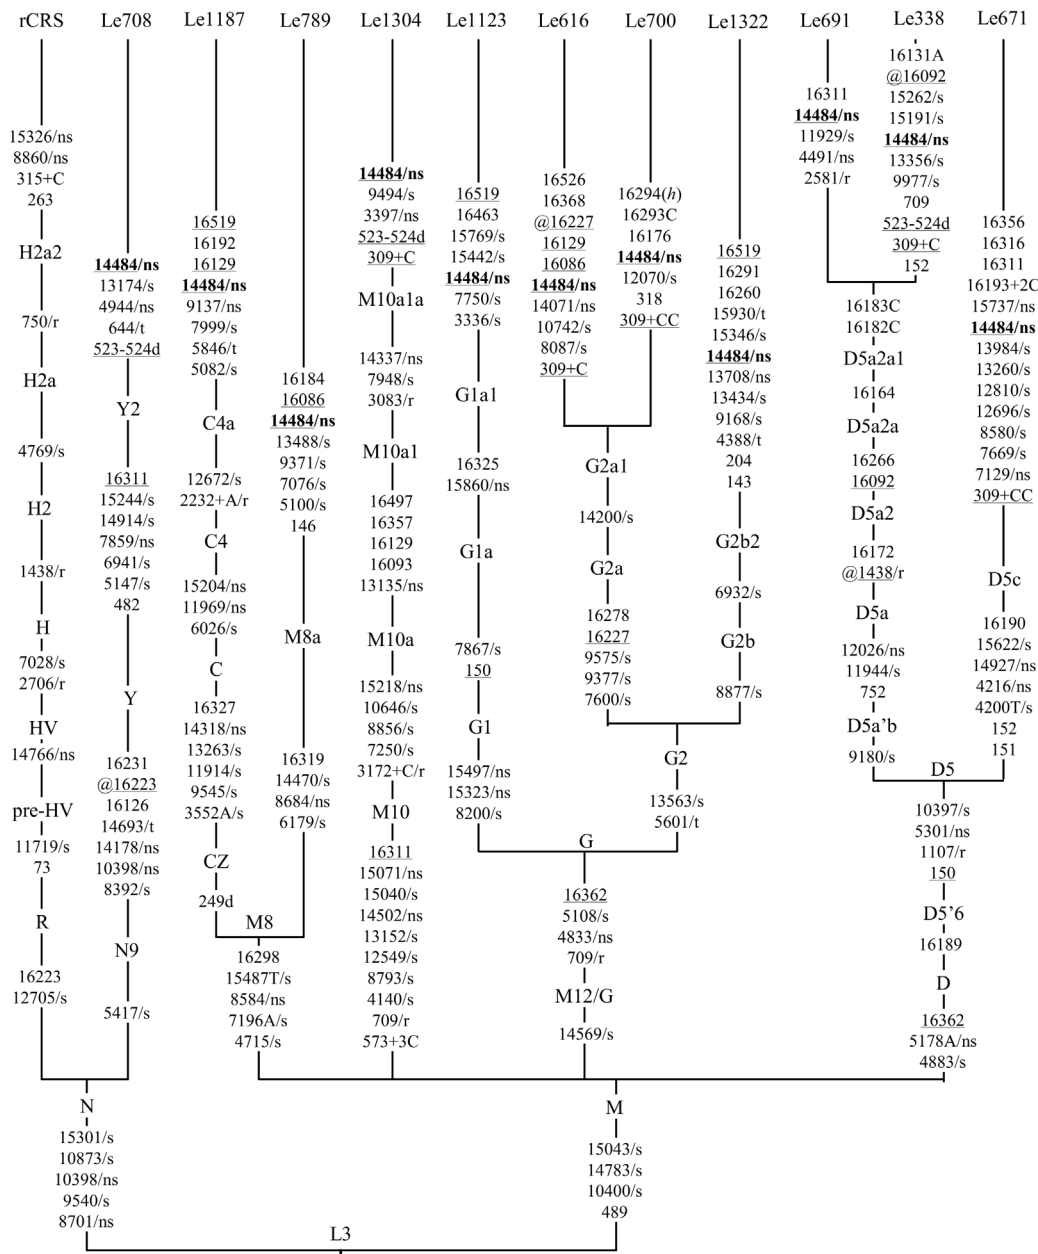 rCRS Le708 Le1187 Le789 Le1304 Le1123 Le616 Le700 Le1322 Le691 Le338 Le671
15326/ns
8860/ns
315+C
263
H2a2
750/r
H2a
4769/s
H2
1438/r
H
7028/s
2706/r
HV
14766/ns
pre-HV
11719/s
73
R
16223
12705/s
14484/ns
13174/s
4944/ns
644/t
523-524d
Y2
16311
15244/s
14914/s
7859/ns
6941/s
5147/s
482
Y
16231
@16223
16126
14693/t
14178/ns
10398/ns
8392/s
N9
5417/s
16519
16192
16129
14484/ns
9137/ns
7999/s
5846/t
5082/s
C4a
12672/s
2232+A/r
C4
15204/ns
11969/ns
6026/s
C
16327
14318/ns
13263/s
11914/s
9545/s
3552A/s
CZ
249d
16184
16086
14484/ns
13488/s
9371/s
7076/s
5100/s
146
M8a
16319
14470/s
8684/ns
6179/s
M8
16298
15487T/s
8584/ns
7196A/s
4715/s
14484/ns
9494/s
3397/ns
523-524d
309+C
M10a1a
14337/ns
7948/s
3083/r
M10a1
16497
16357
16129
16093
13135/ns
M10a
15218/ns
10646/s
8856/s
7250/s
3172+C/r
M10
16311
15071/ns
15040/s
14502/ns
13152/s
12549/s
8793/s
4140/s
709/r
573+3C
16519
16463
15769/s
15442/s
14484/ns
7750/s
3336/s
G1a1
16325
15860/ns
G1a
7867/s
150
G1
15497/ns
15323/ns
8200/s
16526
16368
@16227
16129
16086
14484/ns
14071/ns
10742/s
8087/s
309+C
16294(h)
16293C
16176
14484/ns
12070/s
318
309+CC
G2a1
14200/s
G2a
16278
16227
9575/s
9377/s
7600/s
16519
16291
16260
15930/t
15346/s
14484/ns
13708/ns
13434/s
9168/s
4388/t
204
143
G2b2
6932/s
G2b
8877/s
G2
13563/s
5601/t
G
16362
5108/s
4833/ns
709/r
M12/G
14569/s
16311
14484/ns
11929/s
4491/ns
2581/r
16131A
@16092
15262/s
15191/s
14484/ns
13356/s
9977/s
709
523-524d
309+C
152
16183C
16182C
D5a2a1
16164
D5a2a
16266
16092
D5a2
16172
@1438/r
D5a
12026/ns
11944/s
752
D5a'b
9180/s
16356
16316
16311
16193+2C
15737/ns
14484/ns
13984/s
13260/s
12810/s
12696/s
8580/s
7669/s
7129/ns
309+CC
D5c
16190
15622/s
14927/ns
4216/ns
4200T/s
152
151
D5
10397/s
5301/ns
1107/r
150
D5'6
16189
D
16362
5178A/ns
4883/s
N
15301/s
10873/s
10398/ns
9540/s
8701/ns
M
15043/s
14783/s
10400/s
489
L3